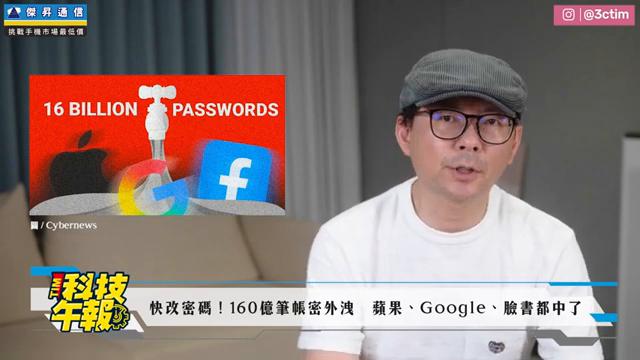 傑昇通信
挑戰手機市場最低價
@3ctim
16 BILLION PASSWORDS
圖 / Cybernews
科技
午報
快改密碼！160億筆帳密外洩 蘋果、Google、臉書都中了